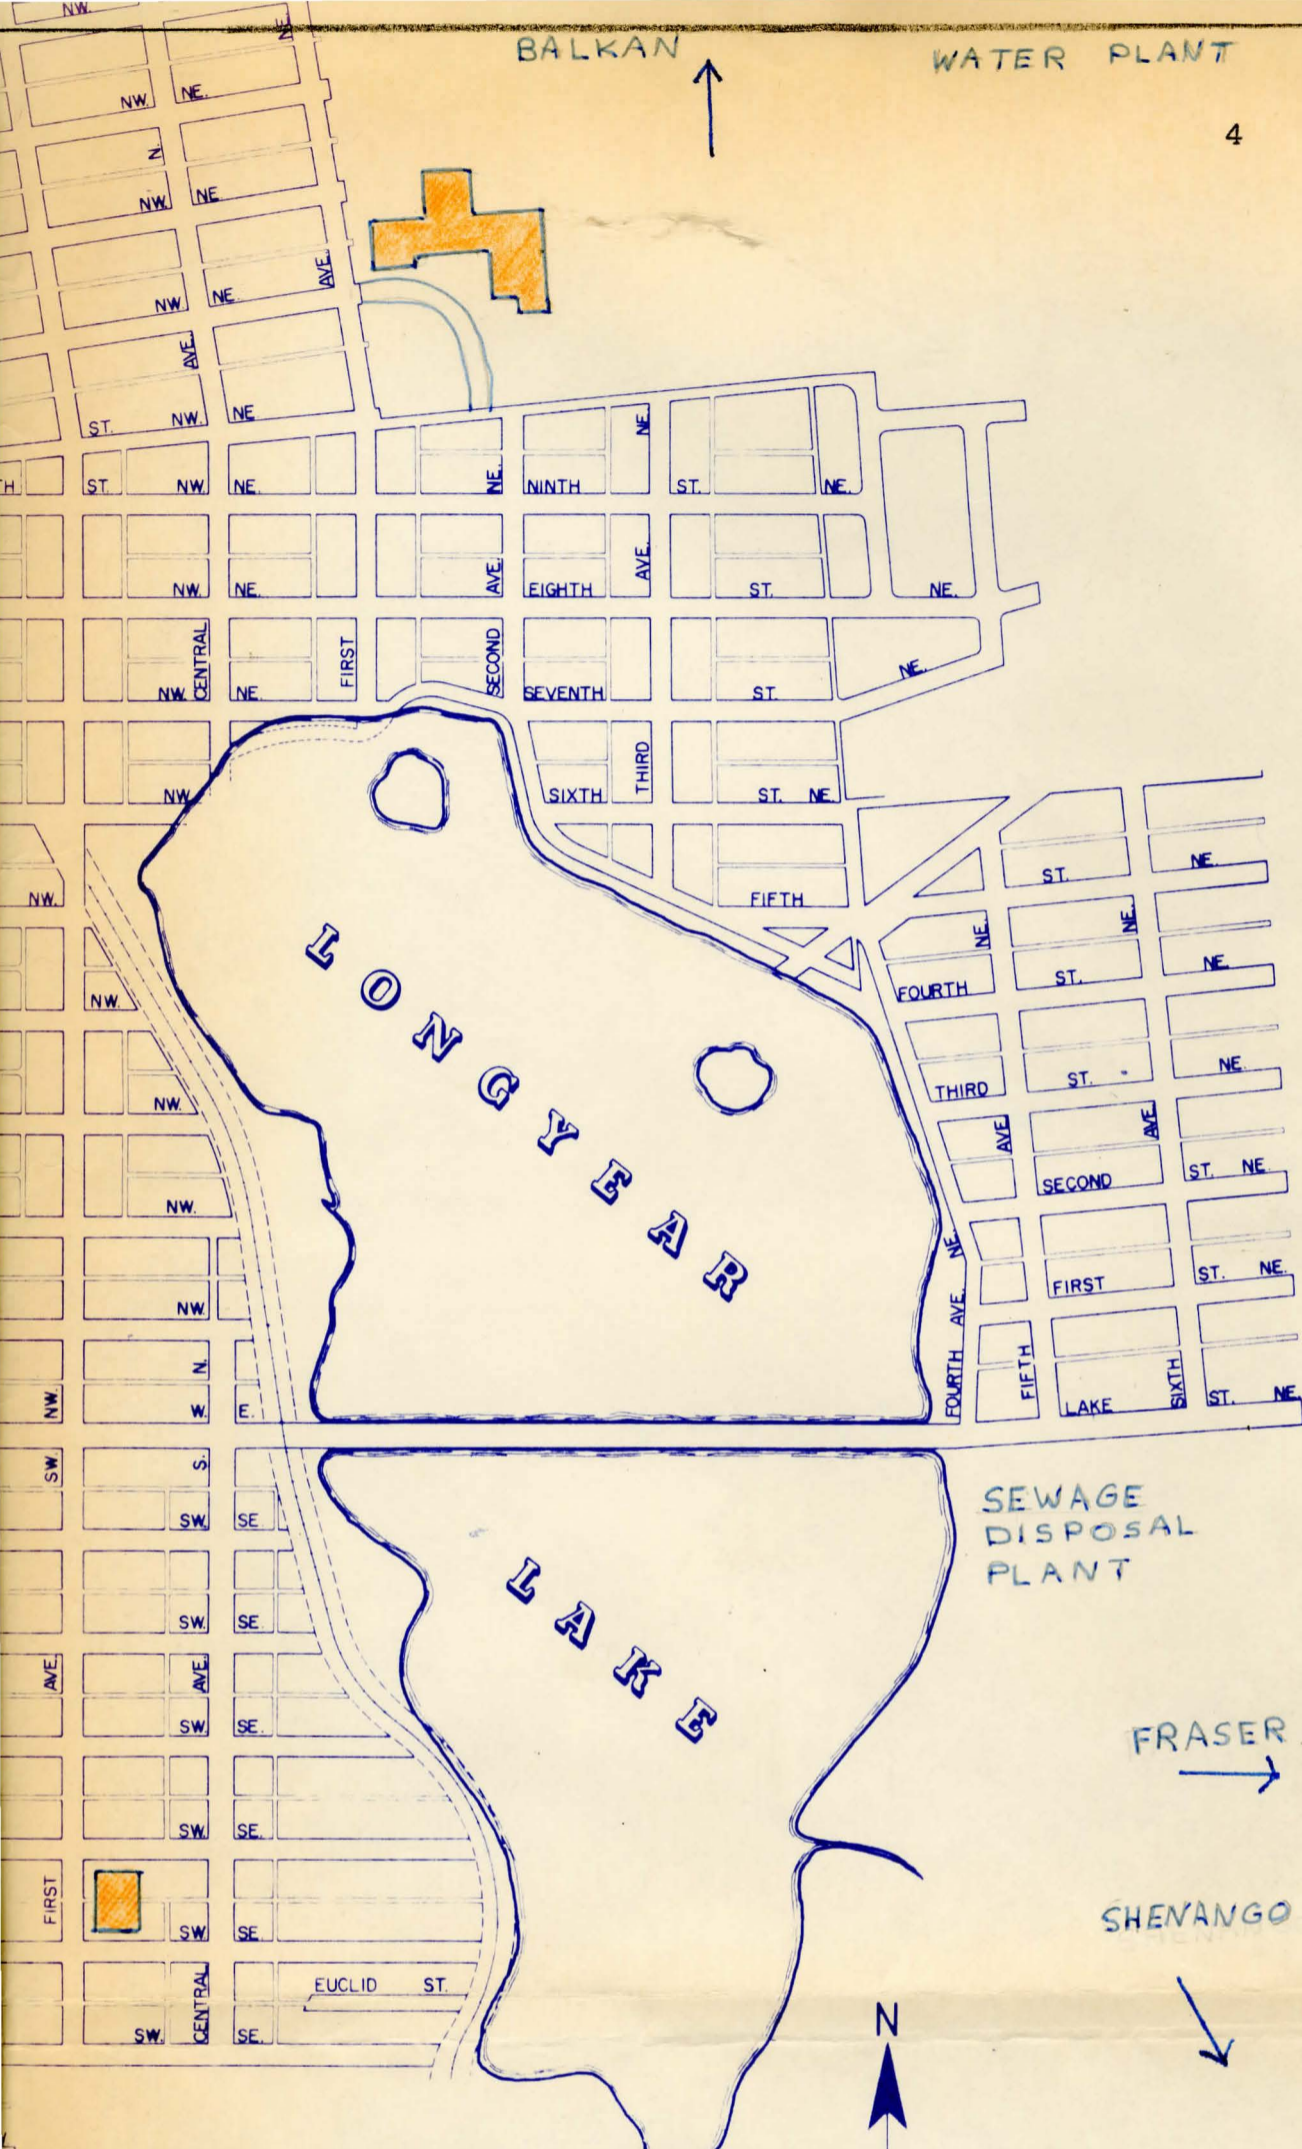 NW.
NE.
BALKAN
WATER PLANT
4
NW. NE.
N.
NW. NE
AVE.
NW. NE.
AVE.
ST. NW. NE
NE.
H ST. NW. NE. NE. NINTH ST. NE.
AVE. AVE.
NW. NE. EIGHTH ST. NE.
CENTRAL FIRST SECOND
NE.
NW. NE. SEVENTH ST.
THIRD
NW. SIXTH ST. NE.
ST. NE.
NW. FIFTH
NE. NE.
LONGYEAR
NW. FOURTH ST. NE.
NW. THIRD ST. NE.
AVE. AVE.
NW. SECOND ST. NE.
NE.
NW. FIRST ST. NE.
FOURTH AVE.
N.
FIFTH SIXTH
NW. W. E. LAKE ST. NE.
SW. S.
SW. SE
SEWAGE
DISPOSAL
PLANT
LAKE
SW. SE.
AVE. AVE.
SW. SE.
FRASER
SW. SE.
FIRST
SHENANGO
SW. SE
EUCLID ST.
CENTRAL
N
SW. SE.